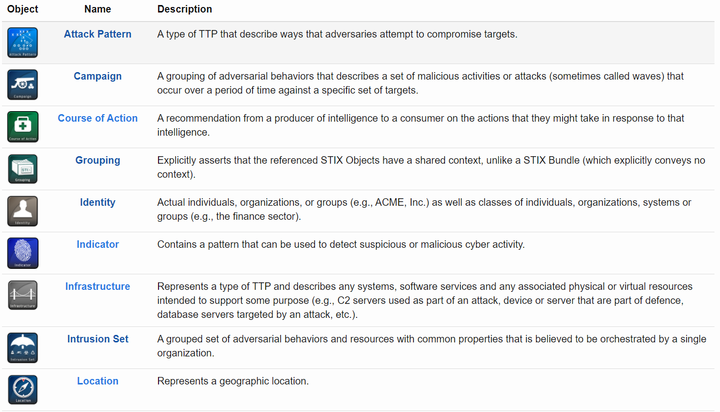 Object Name Description
Attack Pattern A type of TTP that describe ways that adversaries attempt to compromise targets.
Attack Pattern
Campaign A grouping of adversarial behaviors that describes a set of malicious activities or attacks (sometimes called waves) that
occur over a period of time against a specific set of targets.
Campaign
Course of Action A recommendation from a producer of intelligence to a consumer on the actions that they might take in response to that
intelligence.
Course of Action
Grouping Explicitly asserts that the referenced STIX Objects have a shared context, unlike a STIX Bundle (which explicitly conveys no
context).
Grouping
Identity Actual individuals, organizations, or groups (e.g., ACME, Inc.) as well as classes of individuals, organizations, systems or
groups (e.g., the finance sector).
Identity
Indicator Contains a pattern that can be used to detect suspicious or malicious cyber activity.
Indicator
Infrastructure Represents a type of TTP and describes any systems, software services and any associated physical or virtual resources
intended to support some purpose (e.g., C2 servers used as part of an attack, device or server that are part of defence,
database servers targeted by an attack, etc.).
Infrastructure
Intrusion Set A grouped set of adversarial behaviors and resources with common properties that is believed to be orchestrated by a single
organization.
Intrusion Set
Location Represents a geographic location.
Location